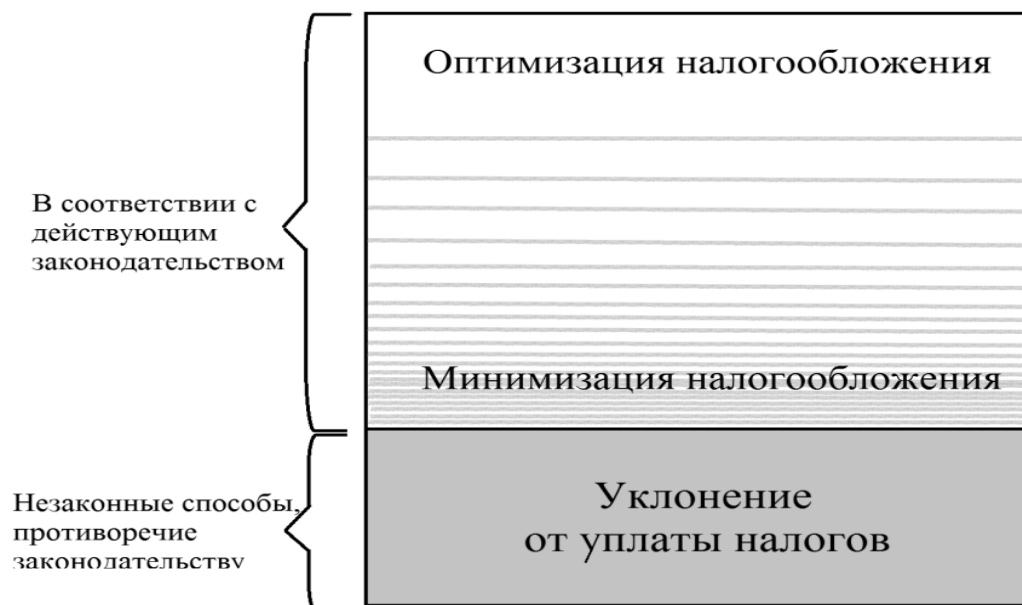 Оптимизация налогообложения
В соответствии с
действующим
законодательством
Минимизация налогообложения
Незаконные способы,
противоречие
законодательству
Уклонение
от уплаты налогов